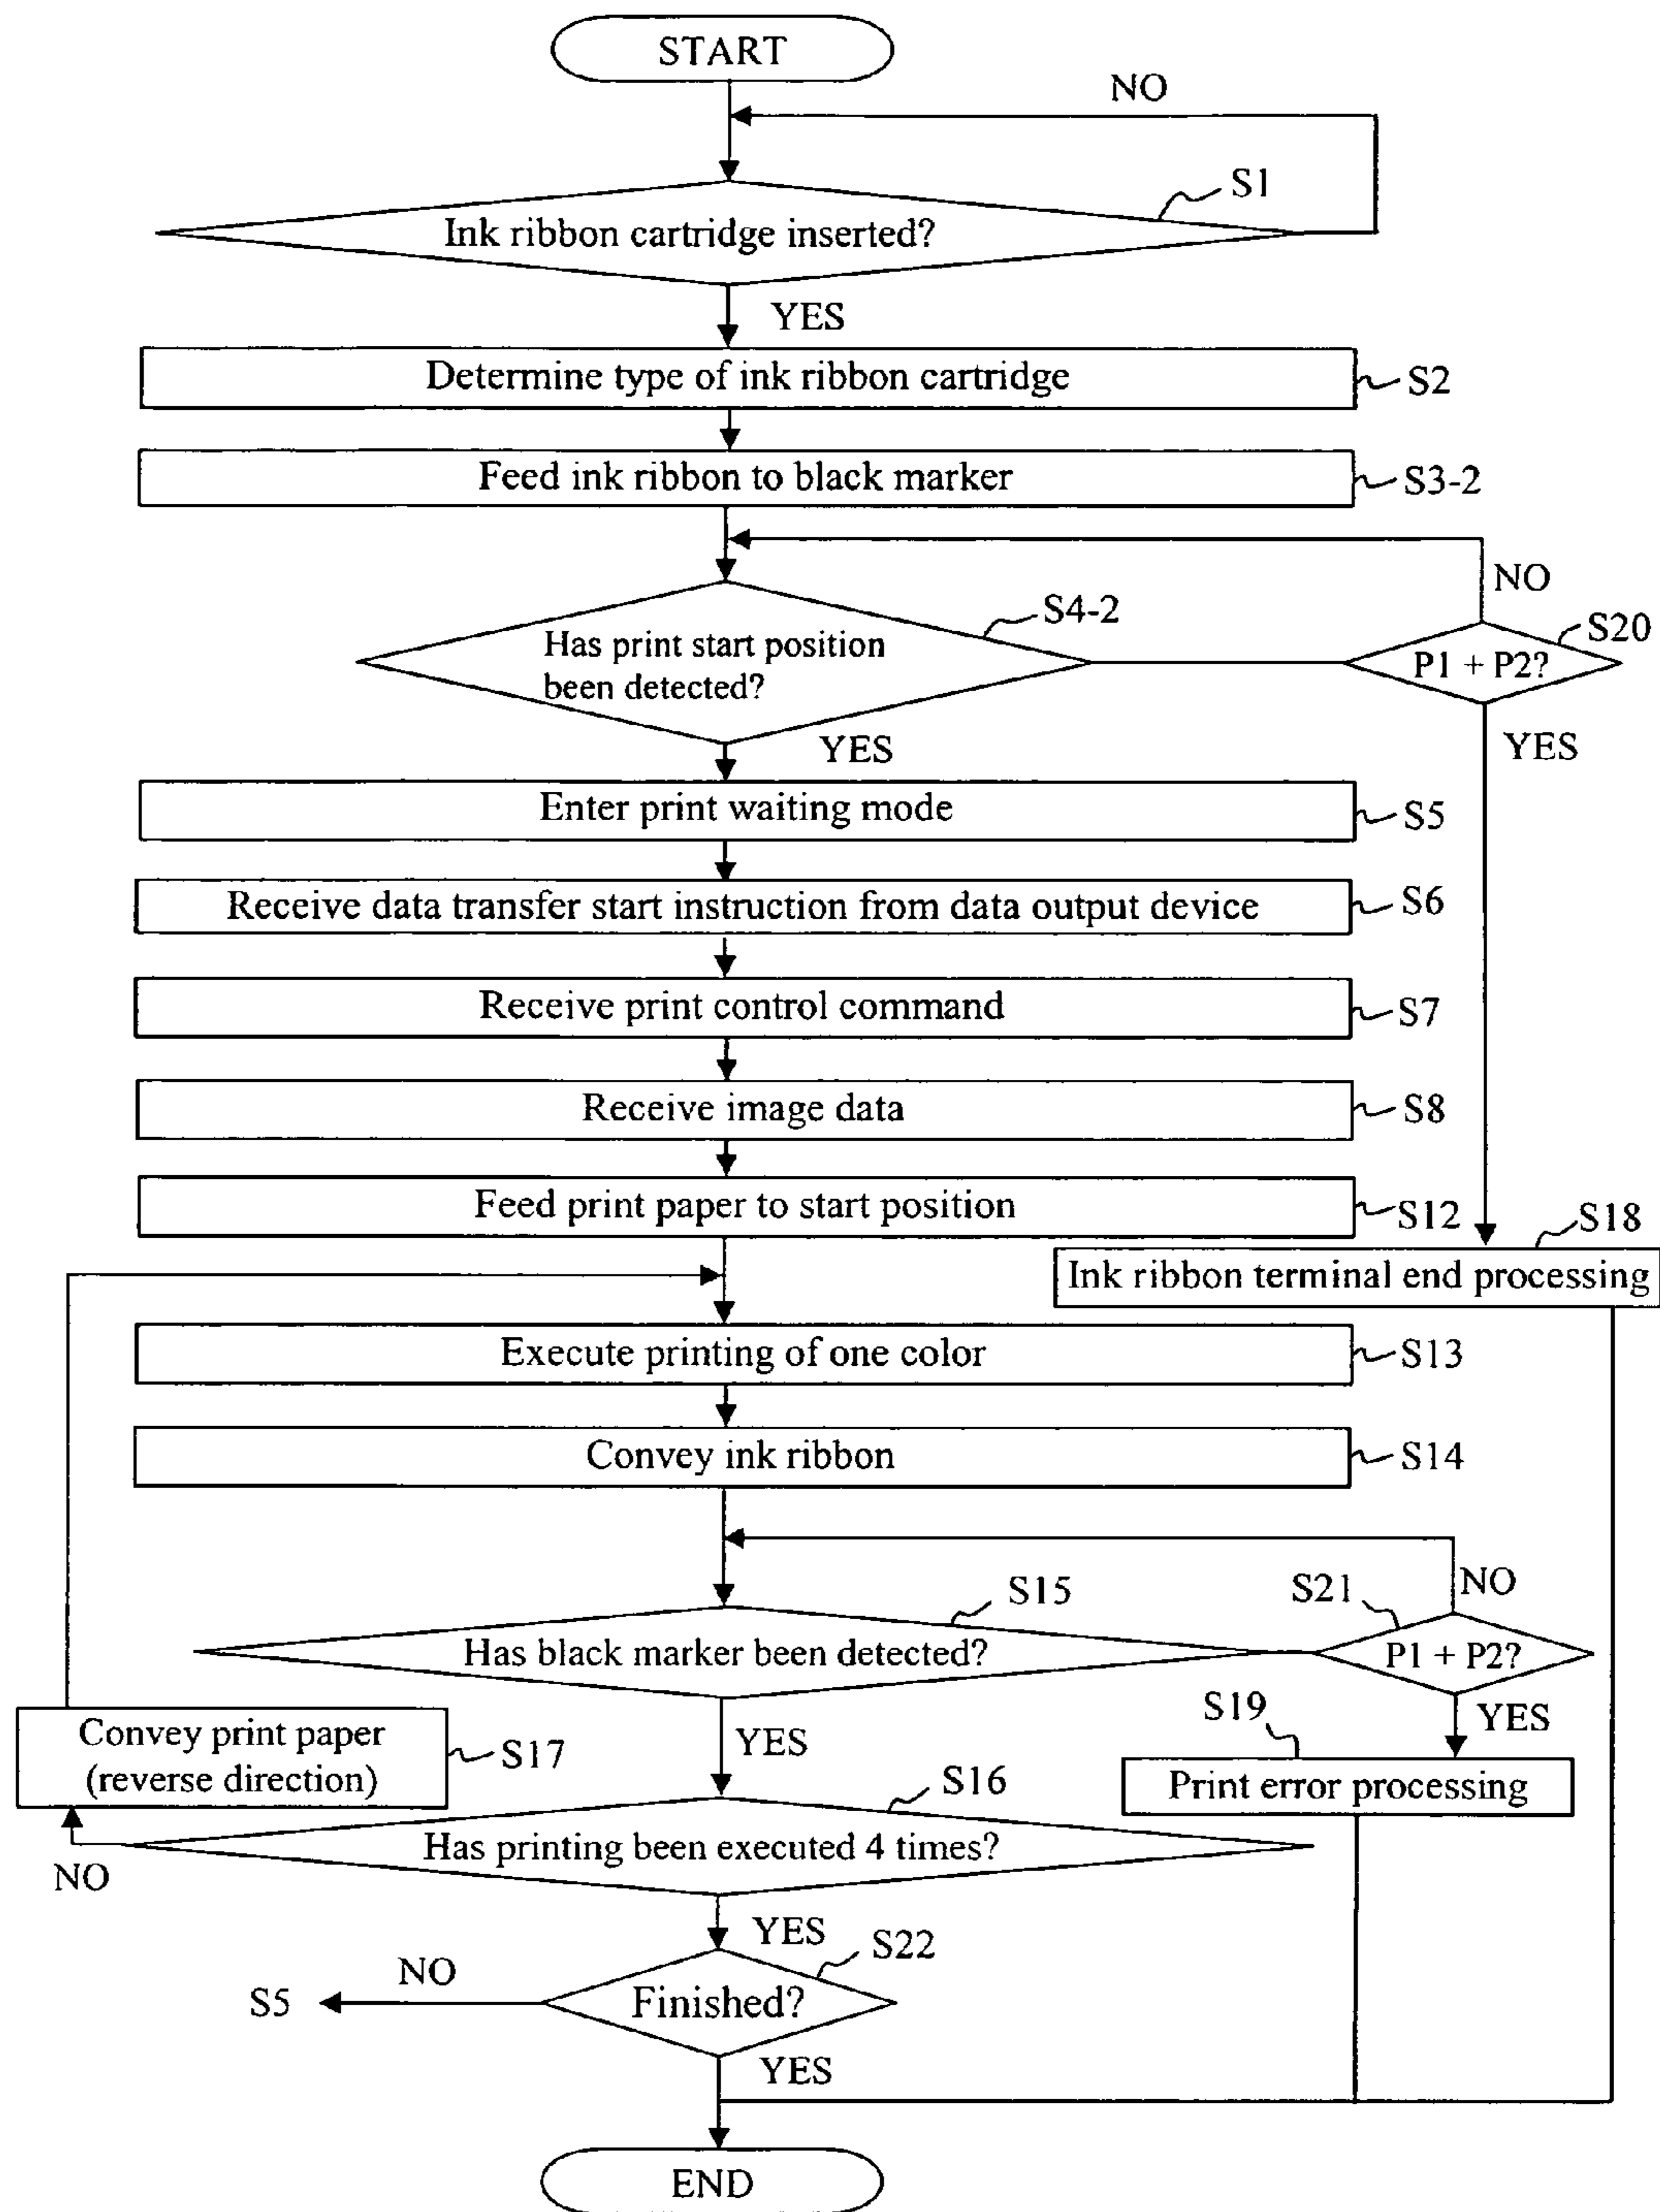 START
NO
S1
Ink ribbon cartridge inserted?
YES
Determine type of ink ribbon cartridge
S2
Feed ink ribbon to black marker
S3-2
NO
S4-2
S20
Has print start position
been detected?
P1 + P2?
YES
YES
Enter print waiting mode
S5
Receive data transfer start instruction from data output device
S6
Receive print control command
S7
Receive image data
S8
Feed print paper to start position
S12
S18
Ink ribbon terminal end processing
Execute printing of one color
S13
Convey ink ribbon
S14
S15
S21
NO
Has black marker been detected?
P1 + P2?
S19
YES
Convey print paper
(reverse direction)
S17
YES
S16
Print error processing
Has printing been executed 4 times?
NO
YES
S22
NO
S5
Finished?
YES
END